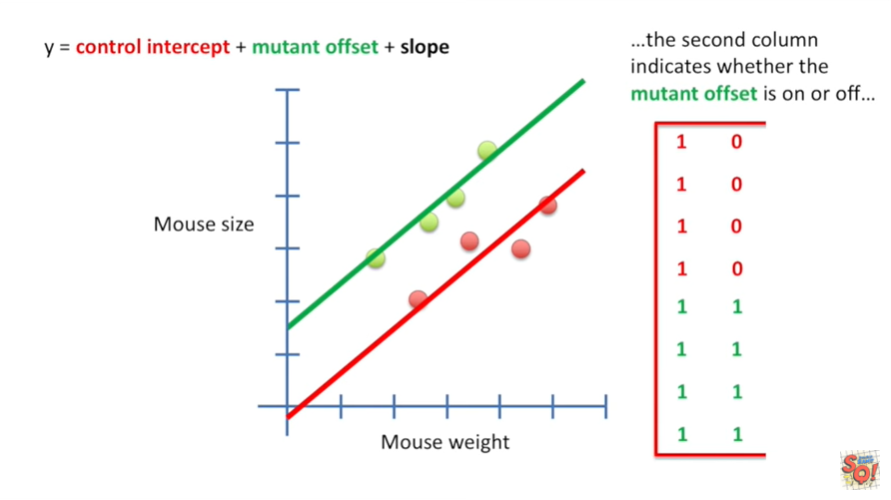 y = control intercept + mutant offset + slope
...the second column
indicates whether the
mutant offset is on or off...
Mouse size
Mouse weight
1 0
1 0
1 0
1 0
1 1
1 1
1 1
1 1
SQ!